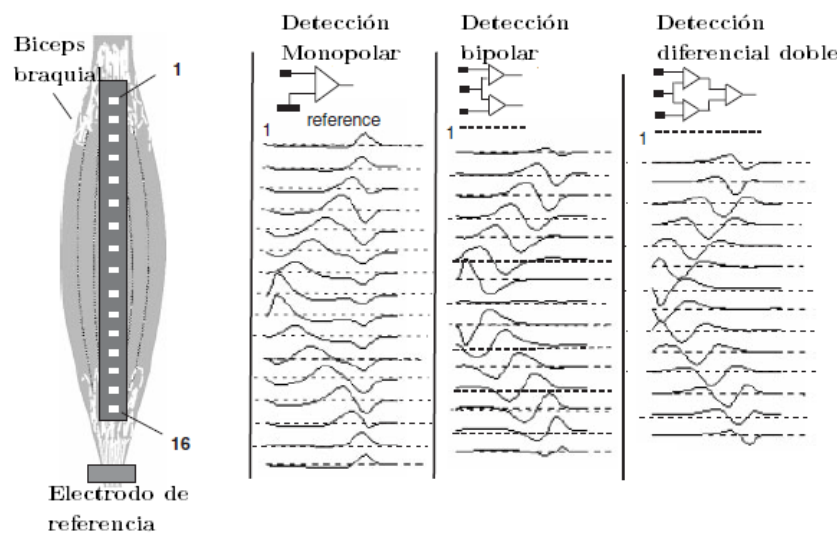 Biceps
braquial
1
16
Electrodo de
referencia
Detección
Monopolar
reference
1
Detección
bipolar
1
Detección
diferencial doble
1